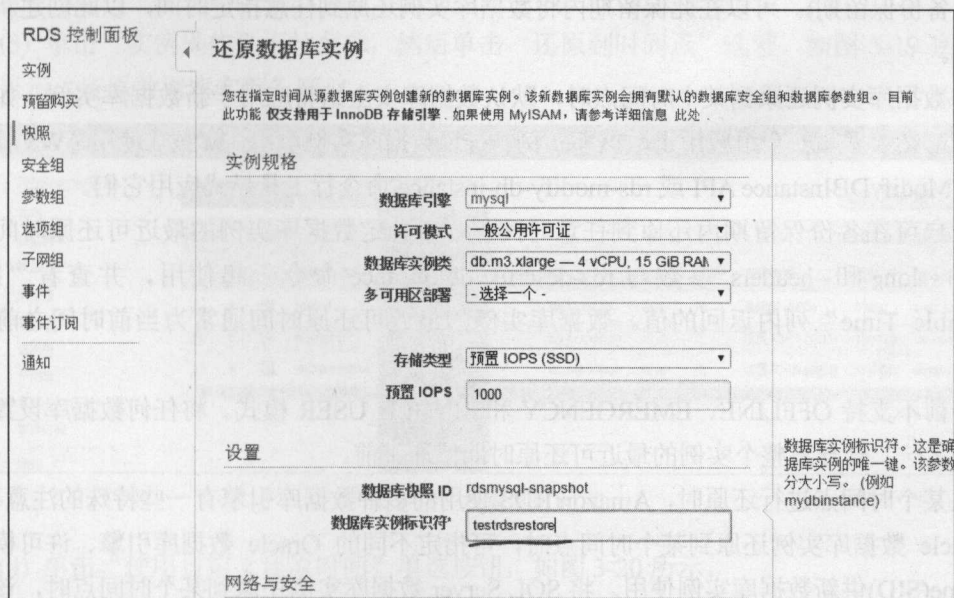 RDS 控制面板
实例
预留购买
快照
安全组
参数组
选项组
子网组
事件
事件订阅
通知
还原数据库实例
您在指定时间从源数据库实例创建新的数据库实例。该新数据库实例会拥有默认的数据库安全组和数据库参数组。
此功能 仅支持用于 InnoDB 存储引擎 . 如果使用 MyISAM，请参考详细信息 此处 .
实例规格
数据库引擎 mysql
许可模式 一般公用许可证
数据库实例类 db.m3.xlarge — 4 vCPU, 15 GiB RAM
多可用区部署 - 选择一个 -
存储类型 预置 IOPS (SSD)
预置 IOPS 1000
设置
数据库快照 ID rdsmysql-snapshot
数据库实例标识符* testrdsrestore
数据库实例标识符。这是确
据库实例的唯一键。该参数
分大小写。 (例如
mydbinstance)
网络与安全